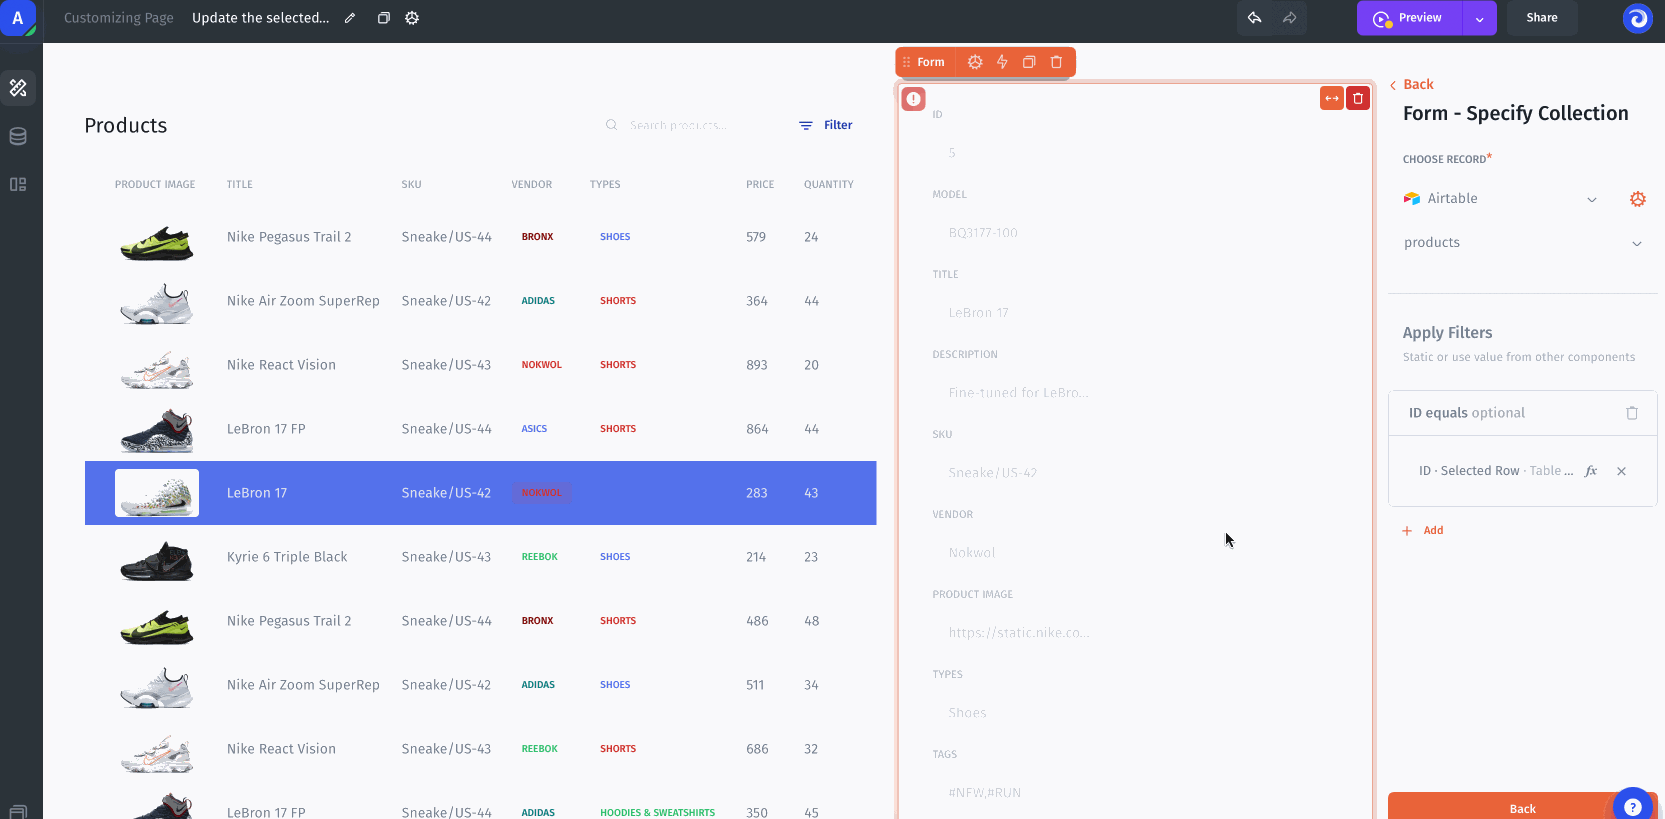 A
Customizing Page
Update the selected...
Preview
Share
Products
Search products...
Filter
PRODUCT IMAGE TITLE SKU VENDOR TYPES PRICE QUANTITY
Nike Pegasus Trail 2 Sneake/US-44 BRONX SHOES 579 24
Nike Air Zoom SuperRep Sneake/US-42 ADIDAS SHORTS 364 44
Nike React Vision Sneake/US-43 NOKWOL SHORTS 893 20
LeBron 17 FP Sneake/US-44 ASICS SHORTS 864 44
LeBron 17 Sneake/US-42 NOKWOL 283 43
Kyrie 6 Triple Black Sneake/US-43 REEBOK SHOES 214 23
Nike Pegasus Trail 2 Sneake/US-44 BRONX SHORTS 486 48
Nike Air Zoom SuperRep Sneake/US-42 ADIDAS SHOES 511 34
Nike React Vision Sneake/US-43 REEBOK SHORTS 686 32
LeBron 17 FP Sneake/US-44 ADIDAS HOODIES & SWEATSHIRTS 350 45
Form
ID
5
MODEL
BQ3177-100
TITLE
LeBron 17
DESCRIPTION
Fine-tuned for LeBro...
SKU
Sneake/US-42
VENDOR
Nokwol
PRODUCT IMAGE
https://static.nike.co...
TYPES
Shoes
TAGS
#NEW,#RUN
Back
Form - Specify Collection
CHOOSE RECORD*
Airtable
products
Apply Filters
Static or use value from other components
ID equals optional
ID · Selected Row · Table ... fx
+ Add
Back
?